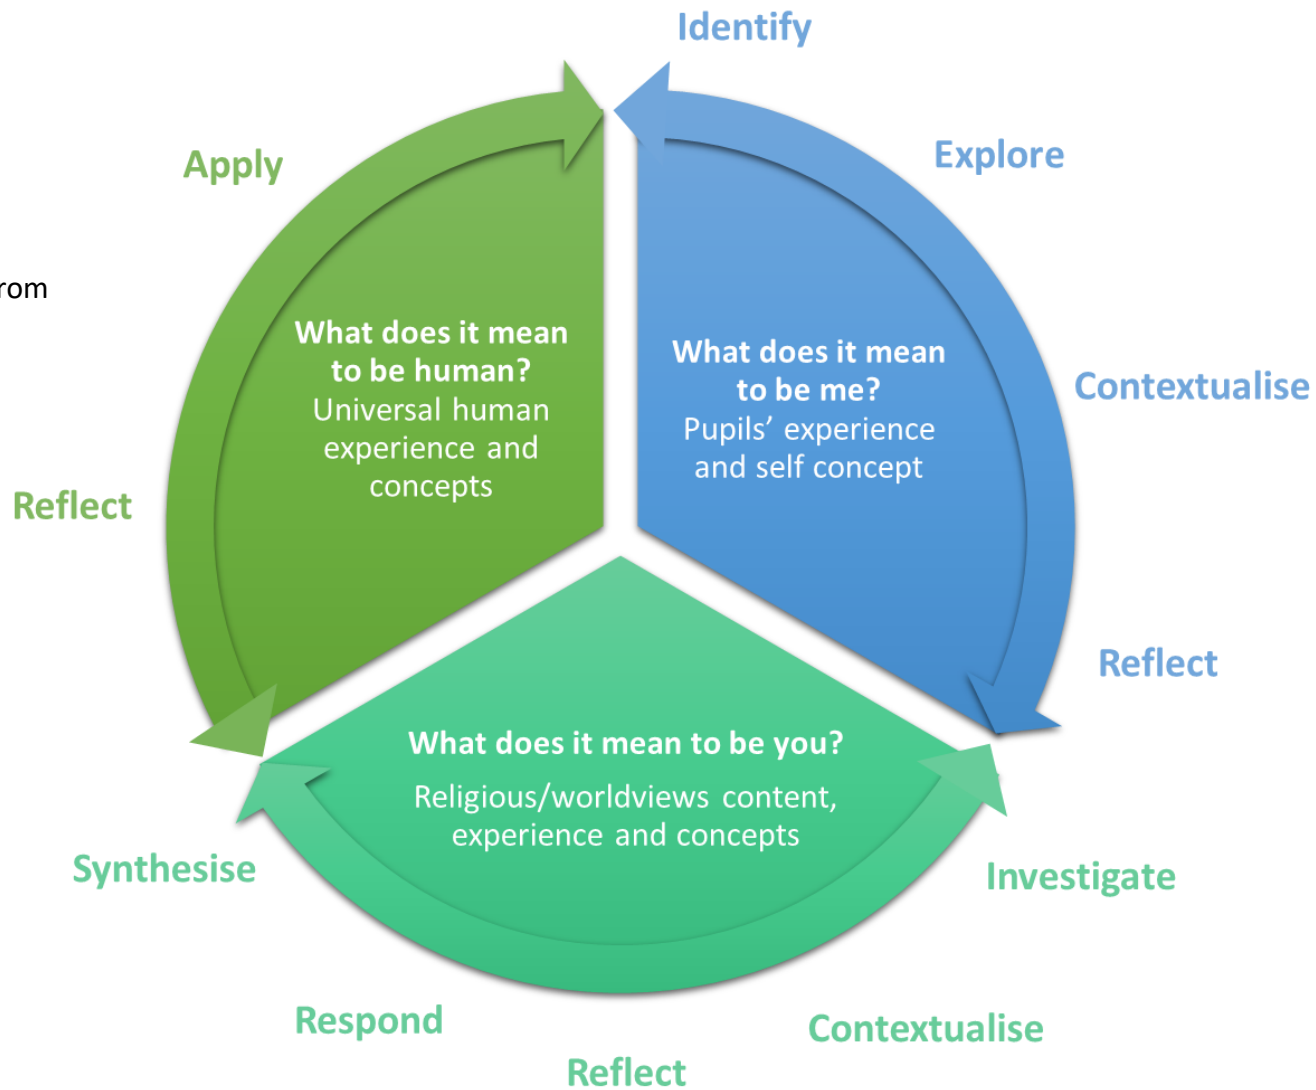 Identify
Explore
Contextualise
Reflect
What does it mean
to be me?
Pupils’ experience
and self concept
Investigate
Contextualise
Reflect
Respond
Synthesise
What does it mean to be you?
Religious/worldviews content,
experience and concepts
Reflect
Apply
What does it mean
to be human?
Universal human
experience and
concepts
rom